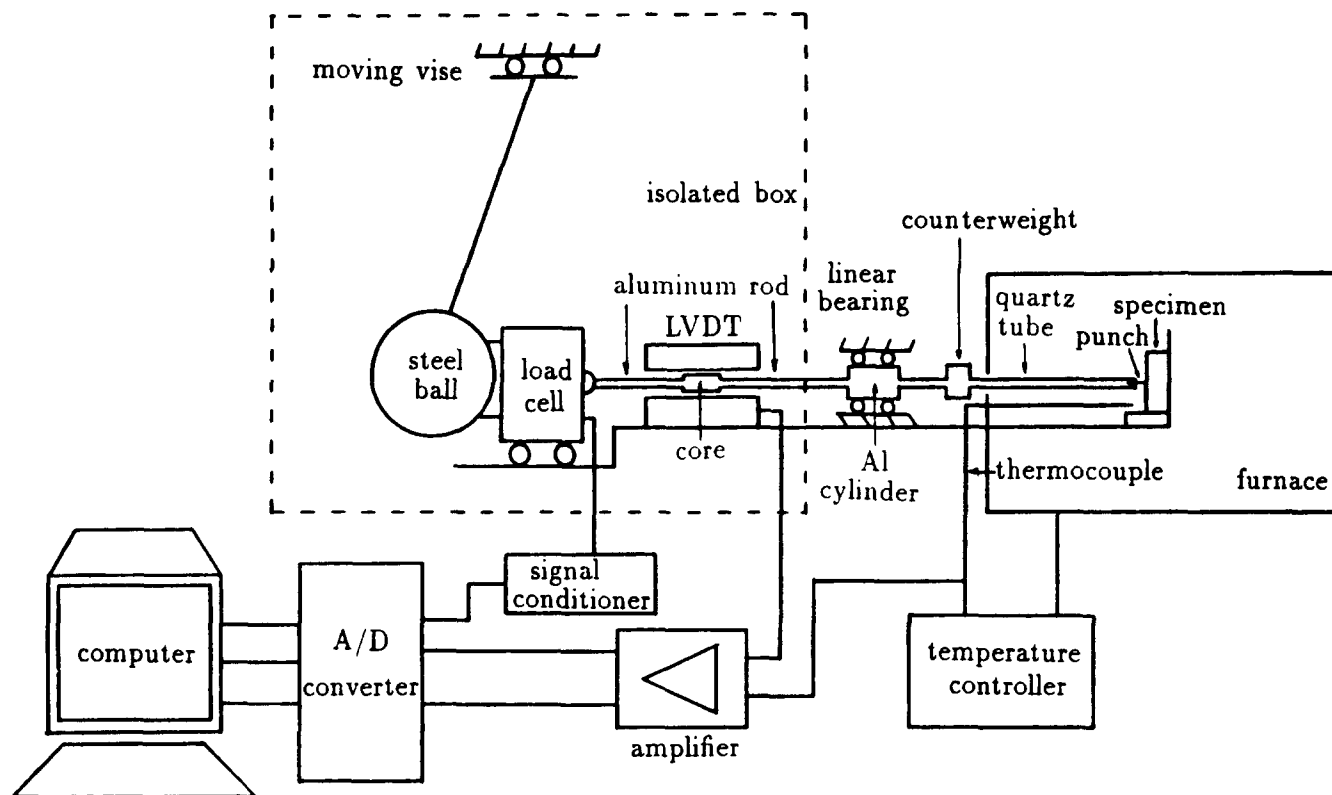 moving vise
isolated box
counterweight
linear
bearing
aluminum rod
LVDT
quartz
tube
specimen
punch
steel
ball
load
cell
core
Al
cylinder
thermocouple
furnace
signal
conditioner
computer
A/D
converter
amplifier
temperature
controller